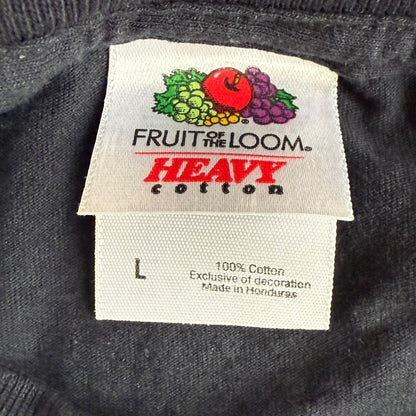 FRUIT OF THE LOOM®
HEAVY
cotton
L
100% Cotton
Exclusive of decoration
Made in Honduras